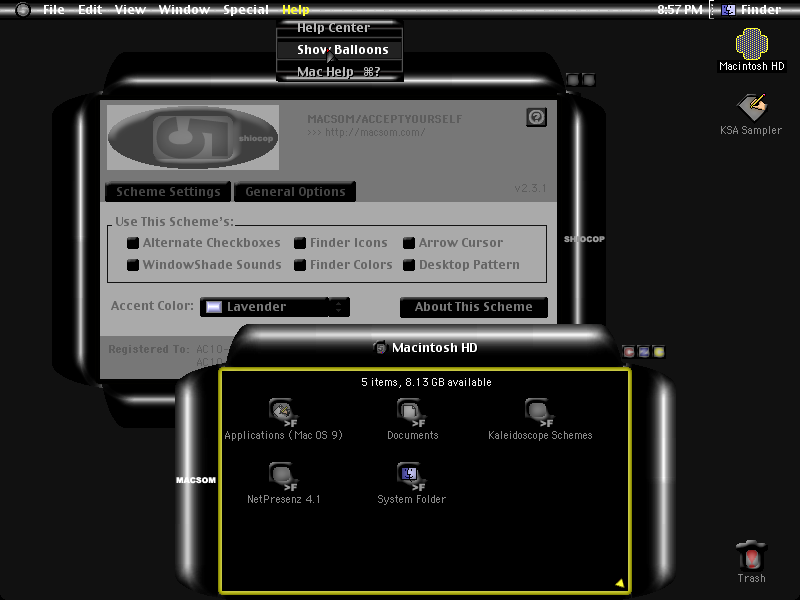 File Edit View Window Special Help 8:57 PM Finder
Help Center
Show Balloons
Mac Help ⌘?
Macintosh HD
KSA Sampler
5
shiocop
MACSOM/ACCEPTYOURSELF
>>> http://macsom.com/
Scheme Settings General Options v2.3.1
Use This Scheme's:
Alternate Checkboxes Finder Icons Arrow Cursor
WindowShade Sounds Finder Colors Desktop Pattern
SHIOCOP
Accent Color: Lavender About This Scheme
Registered To: AC10-
AC10
Macintosh HD
5 items, 8.13 GB available
>F >F >F
Applications (Mac OS 9) Documents Kaleidoscope Schemes
>F >F
NetPresenz 4.1 System Folder
MACSOM
Trash